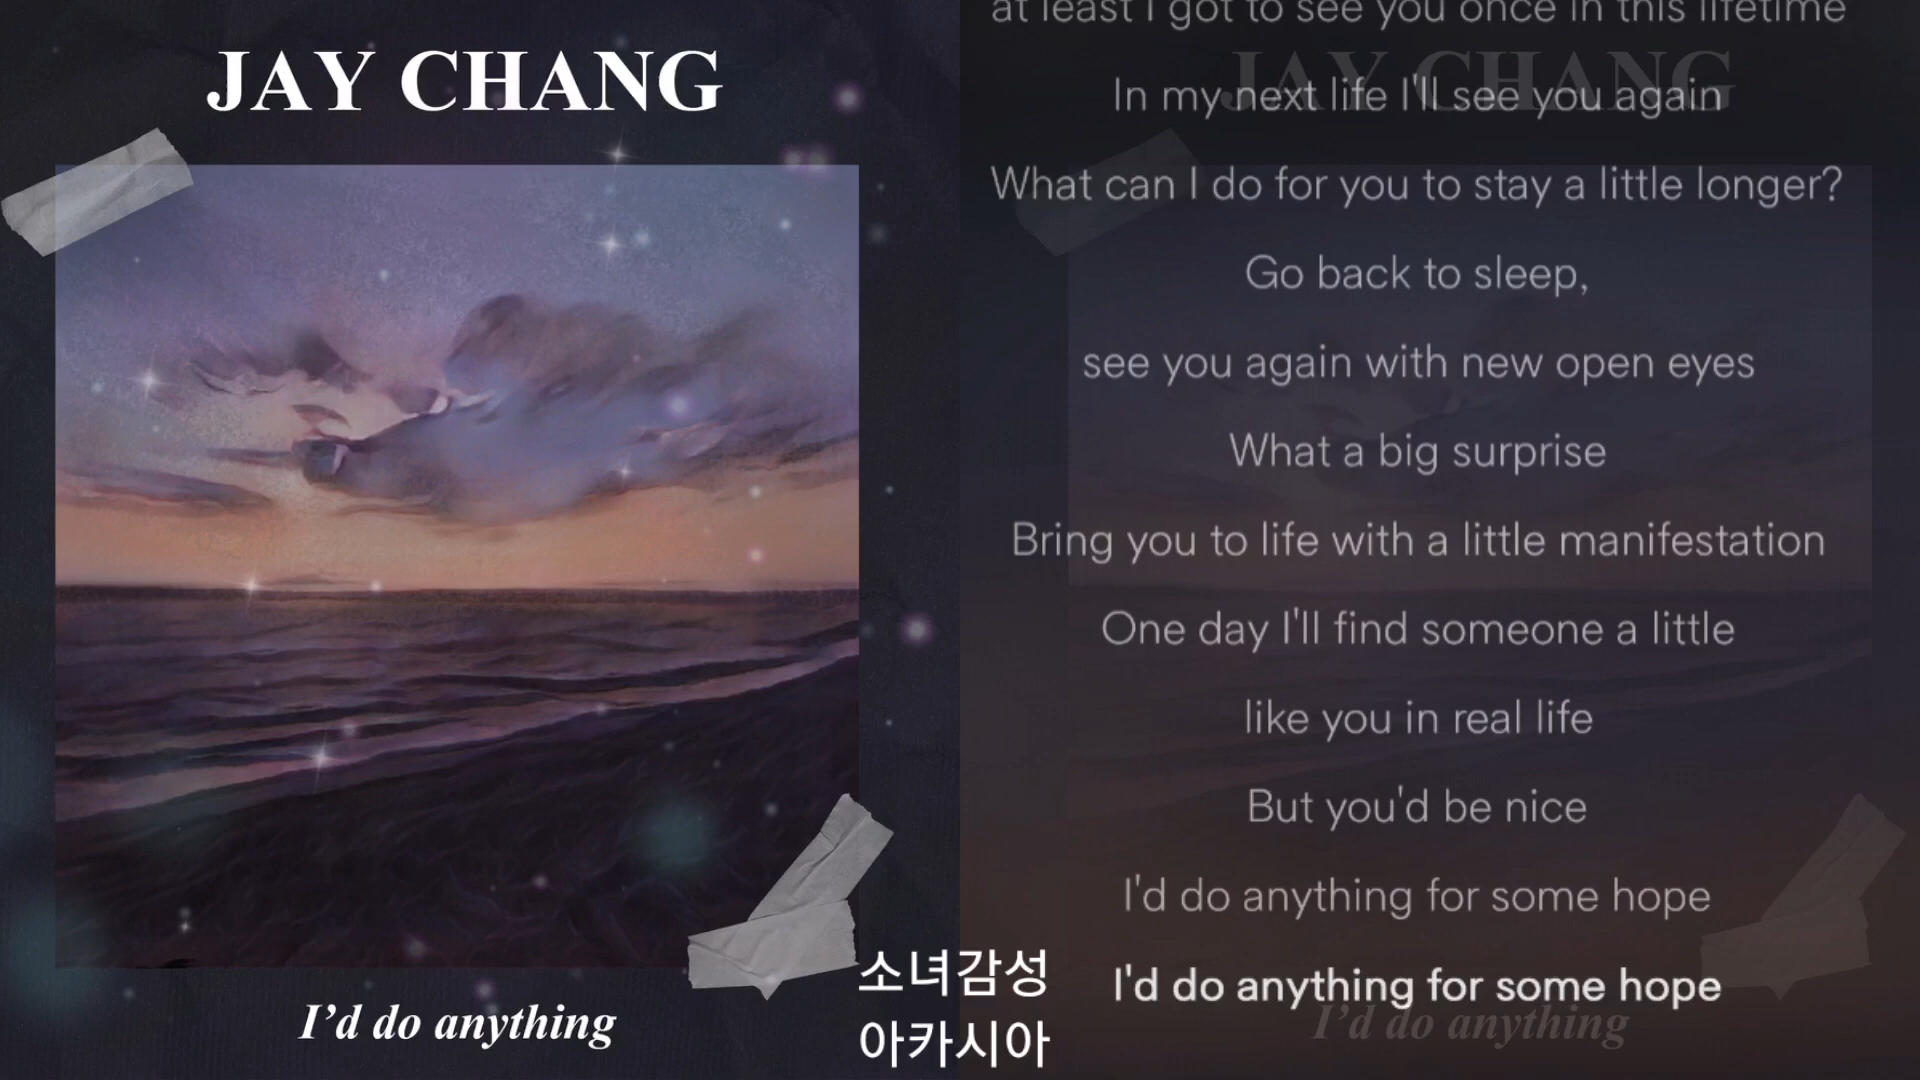 JAY CHANG
I’d do anything
소녀감성
아카시아
at least I got to see you once in this lifetime
JAY CHANG
In my next life I'll see you again
What can I do for you to stay a little longer?
Go back to sleep,
see you again with new open eyes
What a big surprise
Bring you to life with a little manifestation
One day I'll find someone a little
like you in real life
But you'd be nice
I'd do anything for some hope
I'd do anything for some hope
I’d do anything